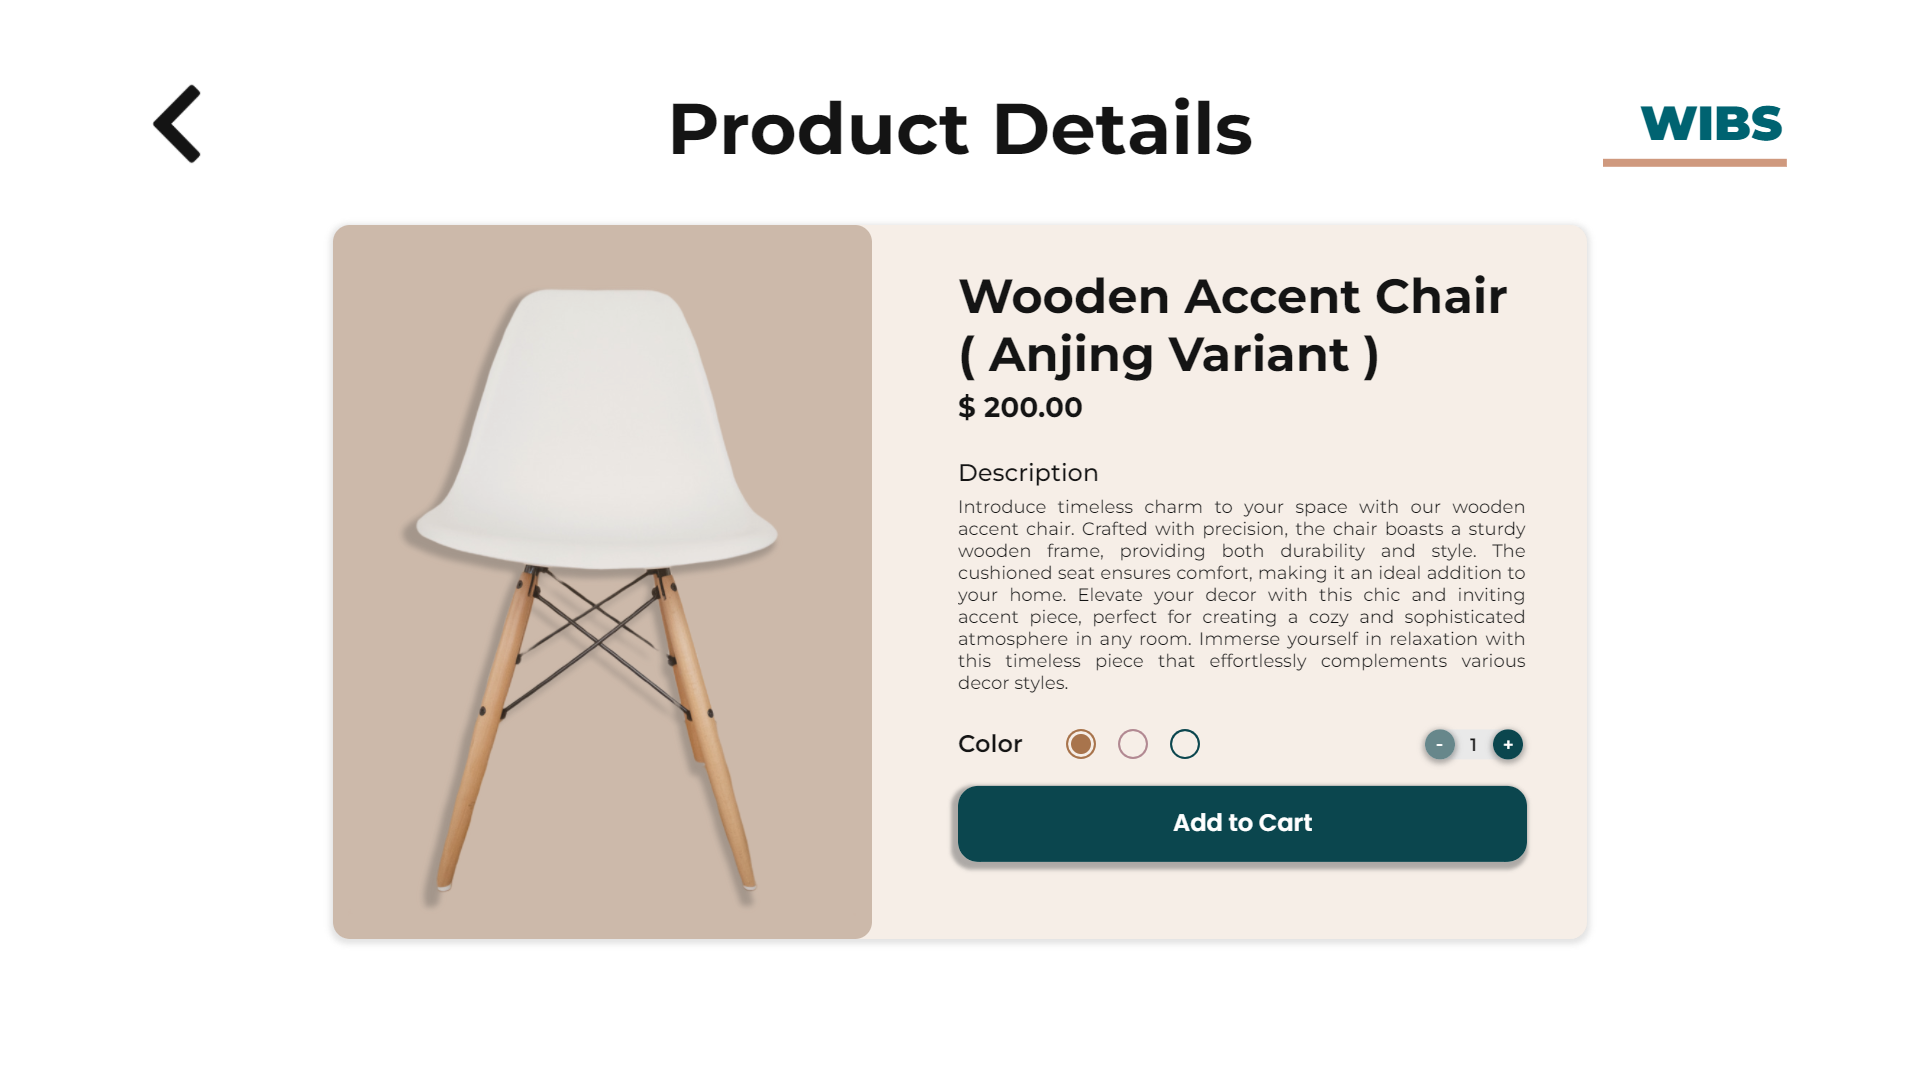 Product Details
WIBS
Wooden Accent Chair
( Anjing Variant )
$ 200.00
Description
Introduce timeless charm to your space with our wooden
accent chair. Crafted with precision, the chair boasts a sturdy
wooden frame, providing both durability and style. The
cushioned seat ensures comfort, making it an ideal addition to
your home. Elevate your decor with this chic and inviting
accent piece, perfect for creating a cozy and sophisticated
atmosphere in any room. Immerse yourself in relaxation with
this timeless piece that effortlessly complements various
decor styles.
Color
- 1 +
Add to Cart